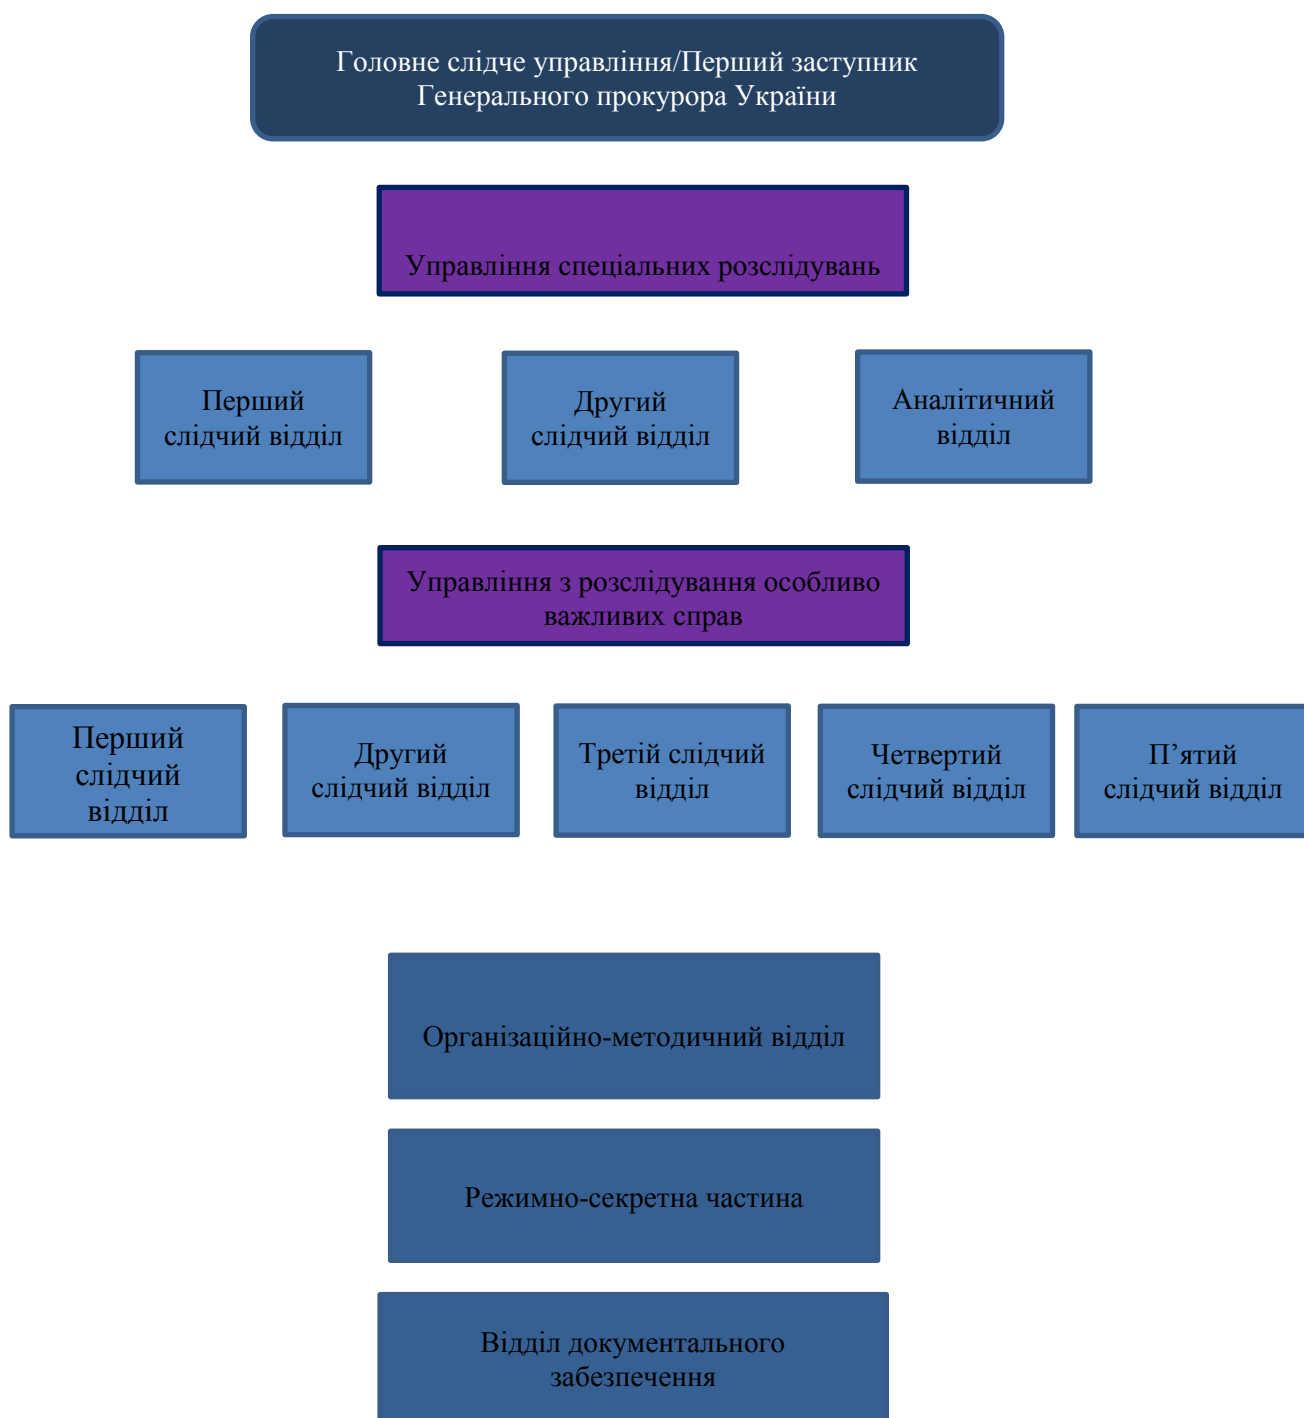 Головне слідче управління/Перший заступник
Генерального прокурора України
Управління спеціальних розслідувань
Перший
слідчий відділ
Другий
слідчий відділ
Аналітичний
відділ
Управління з розслідування особливо
важливих справ
Перший
слідчий
відділ
Другий
слідчий відділ
Третій слідчий
відділ
Четвертий
слідчий відділ
П’ятий
слідчий відділ
Організаційно-методичний відділ
Режимно-секретна частина
Відділ документального
забезпечення